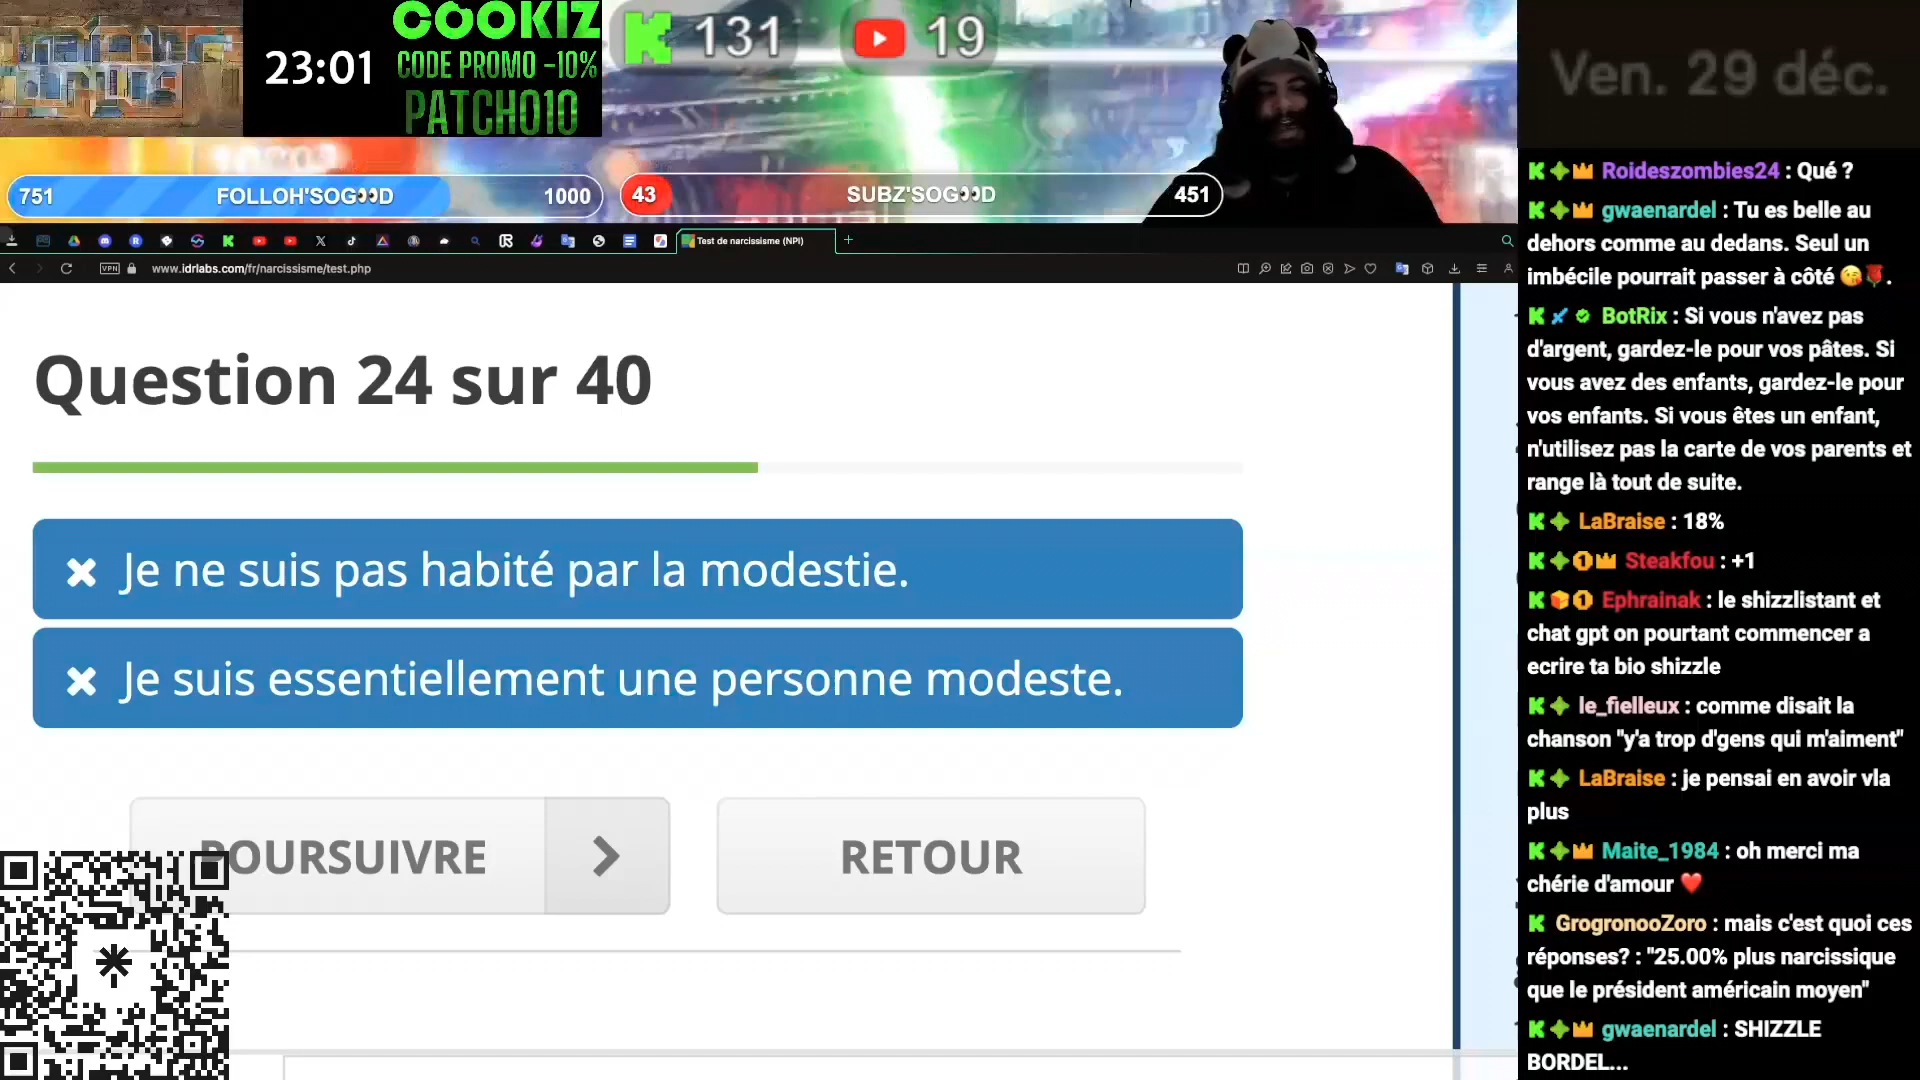 COOKIZ
23:01
CODE PROMO -10%
PATCHO10
131
19
751 FOLLOH'SOG👀D 1000
43 SUBZ'SOG👀D 451
Test de narcissisme (NPI)
VPN www.idrlabs.com/fr/narcissisme/test.php
Question 24 sur 40
Je ne suis pas habité par la modestie.
Je suis essentiellement une personne modeste.
POURSUIVRE
RETOUR
Ven. 29 déc.
Roideszombies24 : Qué ?
gwaenardel : Tu es belle au
dehors comme au dedans. Seul un
imbécile pourrait passer à côté 😘🌹.
BotRix : Si vous n'avez pas
d'argent, gardez-le pour vos pâtes. Si
vous avez des enfants, gardez-le pour
vos enfants. Si vous êtes un enfant,
n'utilisez pas la carte de vos parents et
range là tout de suite.
LaBraise : 18%
Steakfou : +1
Ephrainak : le shizzlistant et
chat gpt on pourtant commencer a
ecrire ta bio shizzle
le_fielleux : comme disait la
chanson "y'a trop d'gens qui m'aiment"
LaBraise : je pensai en avoir vla
plus
Maite_1984 : oh merci ma
chérie d'amour ❤️
GrogronooZoro : mais c'est quoi ces
réponses? : "25.00% plus narcissique
que le président américain moyen"
gwaenardel : SHIZZLE
BORDEL...